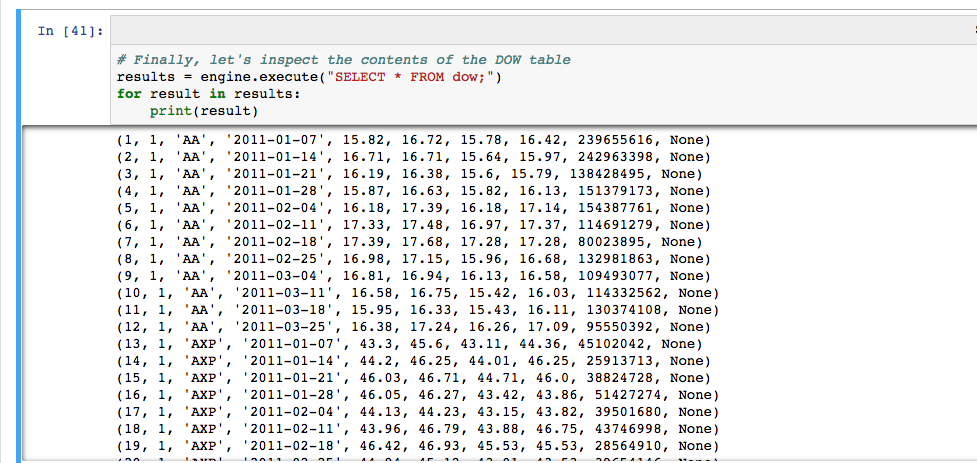 In [41]:
# Finally, let's inspect the contents of the DOW table
results = engine.execute("SELECT * FROM dow;")
for result in results:
    print(result)
(1, 1, 'AA', '2011-01-07', 15.82, 16.72, 15.78, 16.42, 239655616, None)
(2, 1, 'AA', '2011-01-14', 16.71, 16.71, 15.64, 15.97, 242963398, None)
(3, 1, 'AA', '2011-01-21', 16.19, 16.38, 15.6, 15.79, 138428495, None)
(4, 1, 'AA', '2011-01-28', 15.87, 16.63, 15.82, 16.13, 151379173, None)
(5, 1, 'AA', '2011-02-04', 16.18, 17.39, 16.18, 17.14, 154387761, None)
(6, 1, 'AA', '2011-02-11', 17.33, 17.48, 16.97, 17.37, 114691279, None)
(7, 1, 'AA', '2011-02-18', 17.39, 17.68, 17.28, 17.28, 80023895, None)
(8, 1, 'AA', '2011-02-25', 16.98, 17.15, 15.96, 16.68, 132981863, None)
(9, 1, 'AA', '2011-03-04', 16.81, 16.94, 16.13, 16.58, 109493077, None)
(10, 1, 'AA', '2011-03-11', 16.58, 16.75, 15.42, 16.03, 114332562, None)
(11, 1, 'AA', '2011-03-18', 15.95, 16.33, 15.43, 16.11, 130374108, None)
(12, 1, 'AA', '2011-03-25', 16.38, 17.24, 16.26, 17.09, 95550392, None)
(13, 1, 'AXP', '2011-01-07', 43.3, 45.6, 43.11, 44.36, 45102042, None)
(14, 1, 'AXP', '2011-01-14', 44.2, 46.25, 44.01, 46.25, 25913713, None)
(15, 1, 'AXP', '2011-01-21', 46.03, 46.71, 44.71, 46.0, 38824728, None)
(16, 1, 'AXP', '2011-01-28', 46.05, 46.27, 43.42, 43.86, 51427274, None)
(17, 1, 'AXP', '2011-02-04', 44.13, 44.23, 43.15, 43.82, 39501680, None)
(18, 1, 'AXP', '2011-02-11', 43.96, 46.79, 43.88, 46.75, 43746998, None)
(19, 1, 'AXP', '2011-02-18', 46.42, 46.93, 45.53, 45.53, 28564910, None)